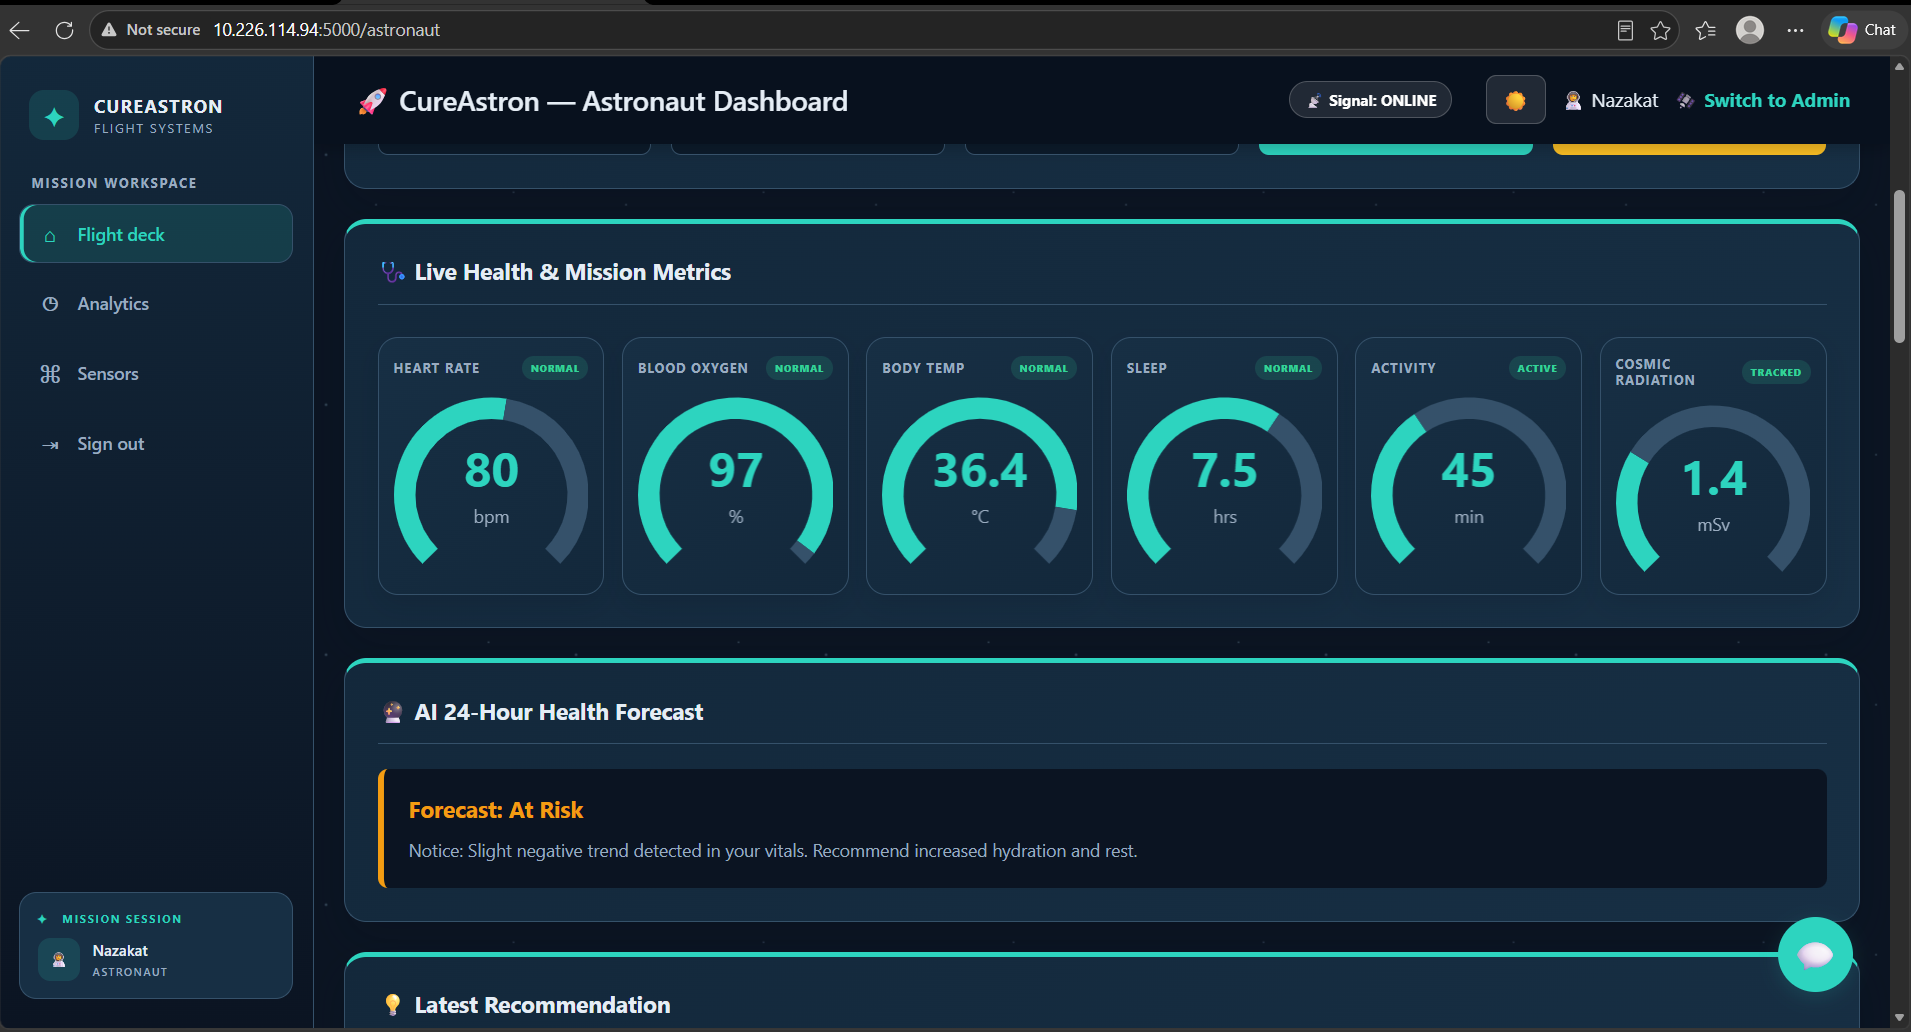 Not secure 10.226.114.94:5000/astronaut
Chat
CUREASTRON
FLIGHT SYSTEMS
MISSION WORKSPACE
Flight deck
Analytics
Sensors
Sign out
MISSION SESSION
Nazakat
ASTRONAUT
CureAstron — Astronaut Dashboard
Signal: ONLINE
Nazakat
Switch to Admin
Live Health & Mission Metrics
HEART RATE
NORMAL
80
bpm
BLOOD OXYGEN
NORMAL
97
%
BODY TEMP
NORMAL
36.4
°C
SLEEP
NORMAL
7.5
hrs
ACTIVITY
ACTIVE
45
min
COSMIC
RADIATION
TRACKED
1.4
mSv
AI 24-Hour Health Forecast
Forecast: At Risk
Notice: Slight negative trend detected in your vitals. Recommend increased hydration and rest.
Latest Recommendation